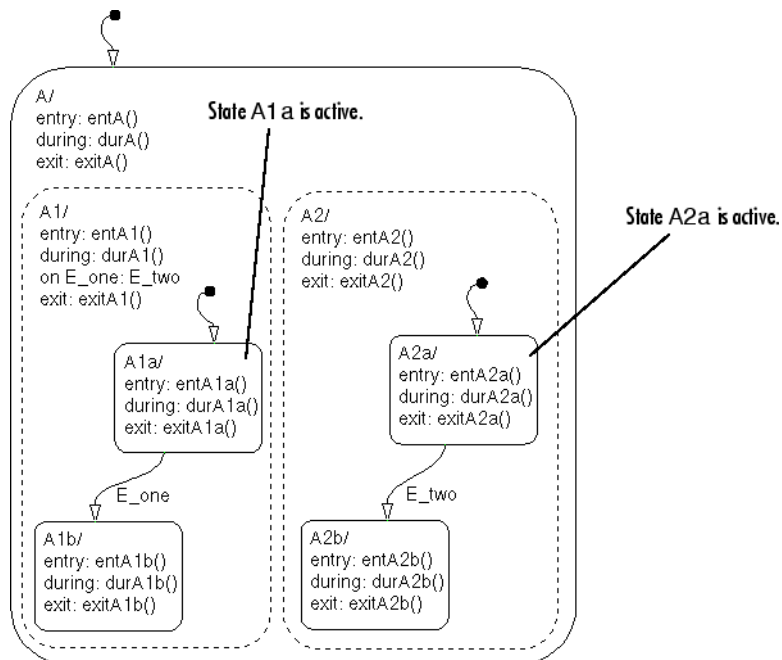 A/
entry: entA()
during: durA()
exit: exitA()
State A1a is active.
A1/
entry: entA1()
during: durA1()
on E_one: E_two
exit: exitA1()
A2/
entry: entA2()
during: durA2()
exit: exitA2()
State A2a is active.
A1a/
entry: entA1a()
during: durA1a()
exit: exitA1a()
A2a/
entry: entA2a()
during: durA2a()
exit: exitA2a()
E_one
E_two
A1b/
entry: entA1b()
during: durA1b()
exit: exitA1b()
A2b/
entry: entA2b()
during: durA2b()
exit: exitA2b()